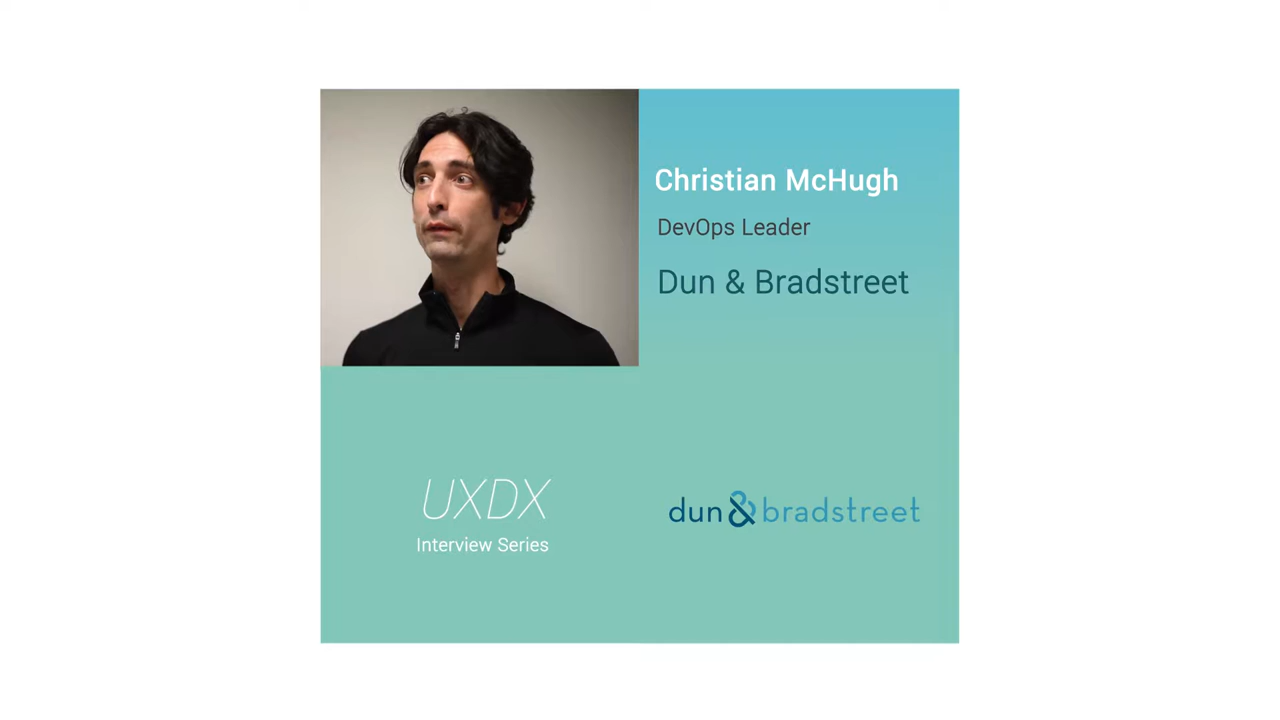 Christian McHugh
DevOps Leader
Dun & Bradstreet
UXDX
Interview Series
dun & bradstreet